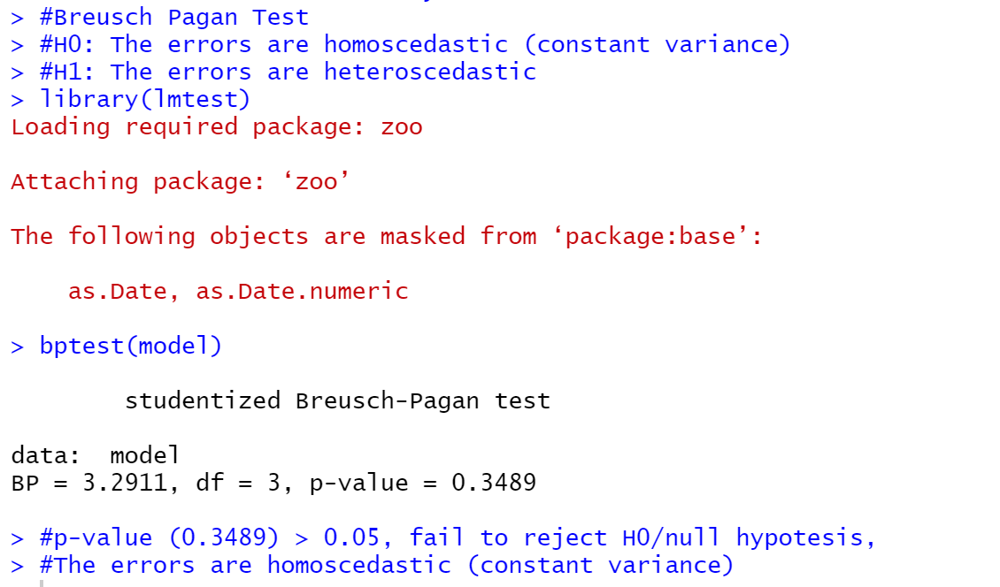 > #Breusch Pagan Test
> #H0: The errors are homoscedastic (constant variance)
> #H1: The errors are heteroscedastic
> library(lmtest)
Loading required package: zoo
Attaching package: ‘zoo’
The following objects are masked from ‘package:base’:
as.Date, as.Date.numeric
> bptest(model)
studentized Breusch-Pagan test
data:  model
BP = 3.2911, df = 3, p-value = 0.3489
> #p-value (0.3489) > 0.05, fail to reject H0/null hypotesis,
> #The errors are homoscedastic (constant variance)